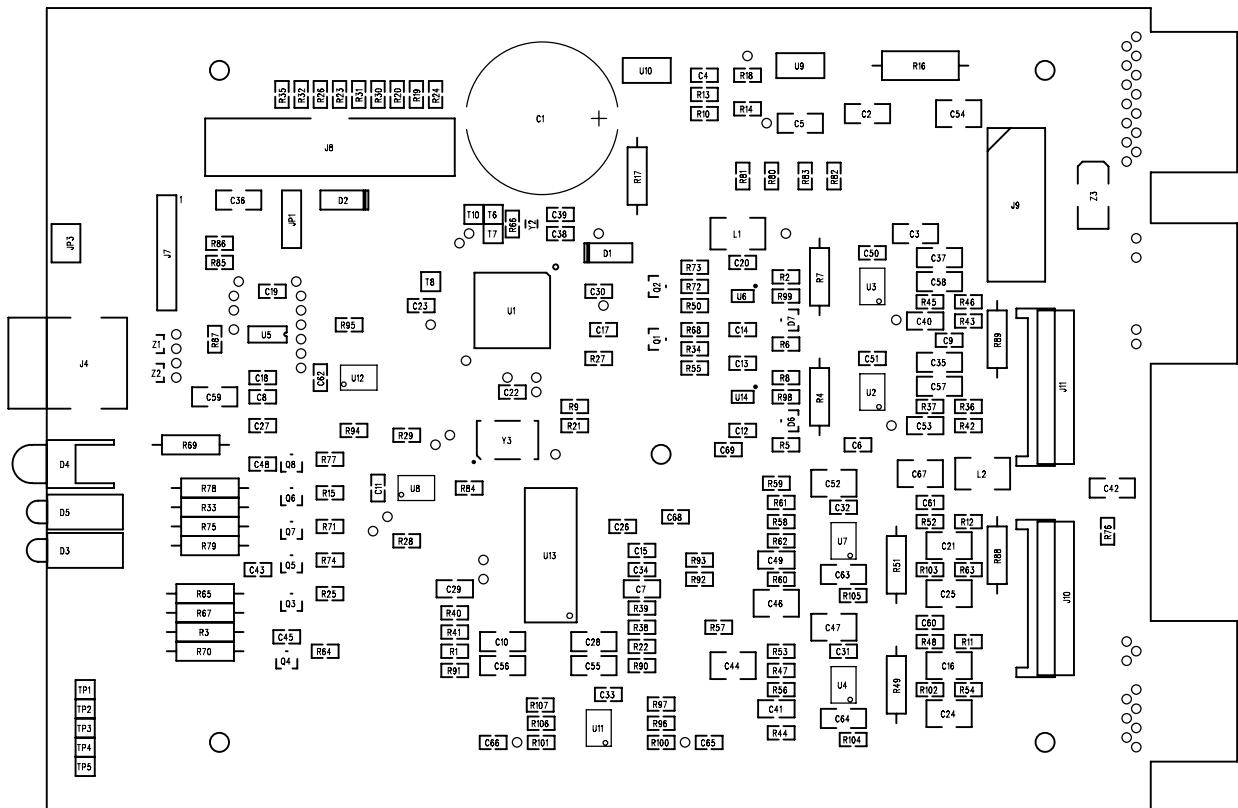 U10
C4
R18
U9
R16
R35
R32
R26
R23
R31
R30
R20
R19
R24
R13
R10
R14
C5
C2
C54
C1
J8
R17
R81
R80
R83
R82
J9
Z3
C36
JP1
D2
1
J7
JP3
T10
T6
T7
R66
Y2
C39
C38
D1
L1
C3
R86
R85
C20
C50
C37
C58
R73
R72
R50
Q2
R2
R99
R7
U3
T8
C23
U1
C30
C19
U6
R45
R46
C40
R43
C9
R89
J11
J4
Z1
Z2
R87
U5
R95
C17
R27
Q1
R68
R34
R55
C14
C13
D7
R6
C51
C35
C57
C59
C18
C8
C62
U12
C22
U14
R8
R98
R4
U2
R37
R36
C53
R42
C27
R94
R29
Y3
R9
R21
C12
C69
D6
R5
C6
R69
D4
C48
Q8
R77
C11
U8
R84
R59
C52
C67
L2
C42
R78
R33
R75
R79
D5
D3
Q6
R15
Q7
R71
R28
U13
C26
C68
R61
R58
R62
C32
U7
C61
R52
R12
C21
R76
R88
J10
C43
Q5
R74
C15
C34
C7
R93
R92
C49
R60
C63
R51
R103
R63
C25
R65
R67
R3
R70
Q3
R25
C29
R40
R41
R1
R91
R39
R38
R22
R90
C46
R105
C45
Q4
R64
C10
C56
C28
C55
R57
C44
C47
C60
R48
R11
R53
R47
R56
C41
R44
C31
U4
C64
R104
R49
C16
R102
R54
C24
TP1
TP2
TP3
TP4
TP5
C33
R107
R106
R101
C66
U11
R97
R96
R100
C65